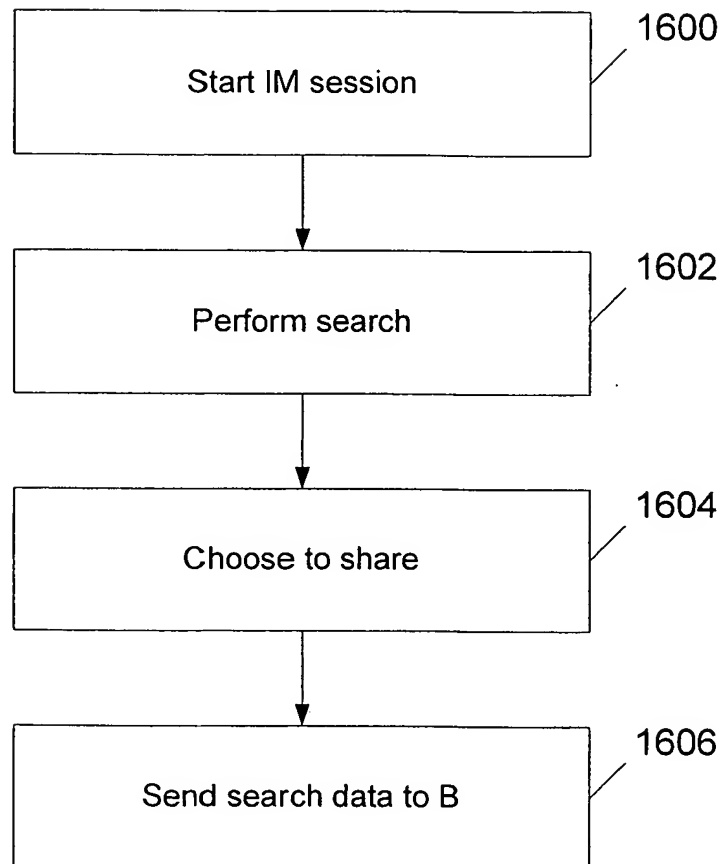 1600
Start IM session
1602
Perform search
1604
Choose to share
1606
Send search data to B